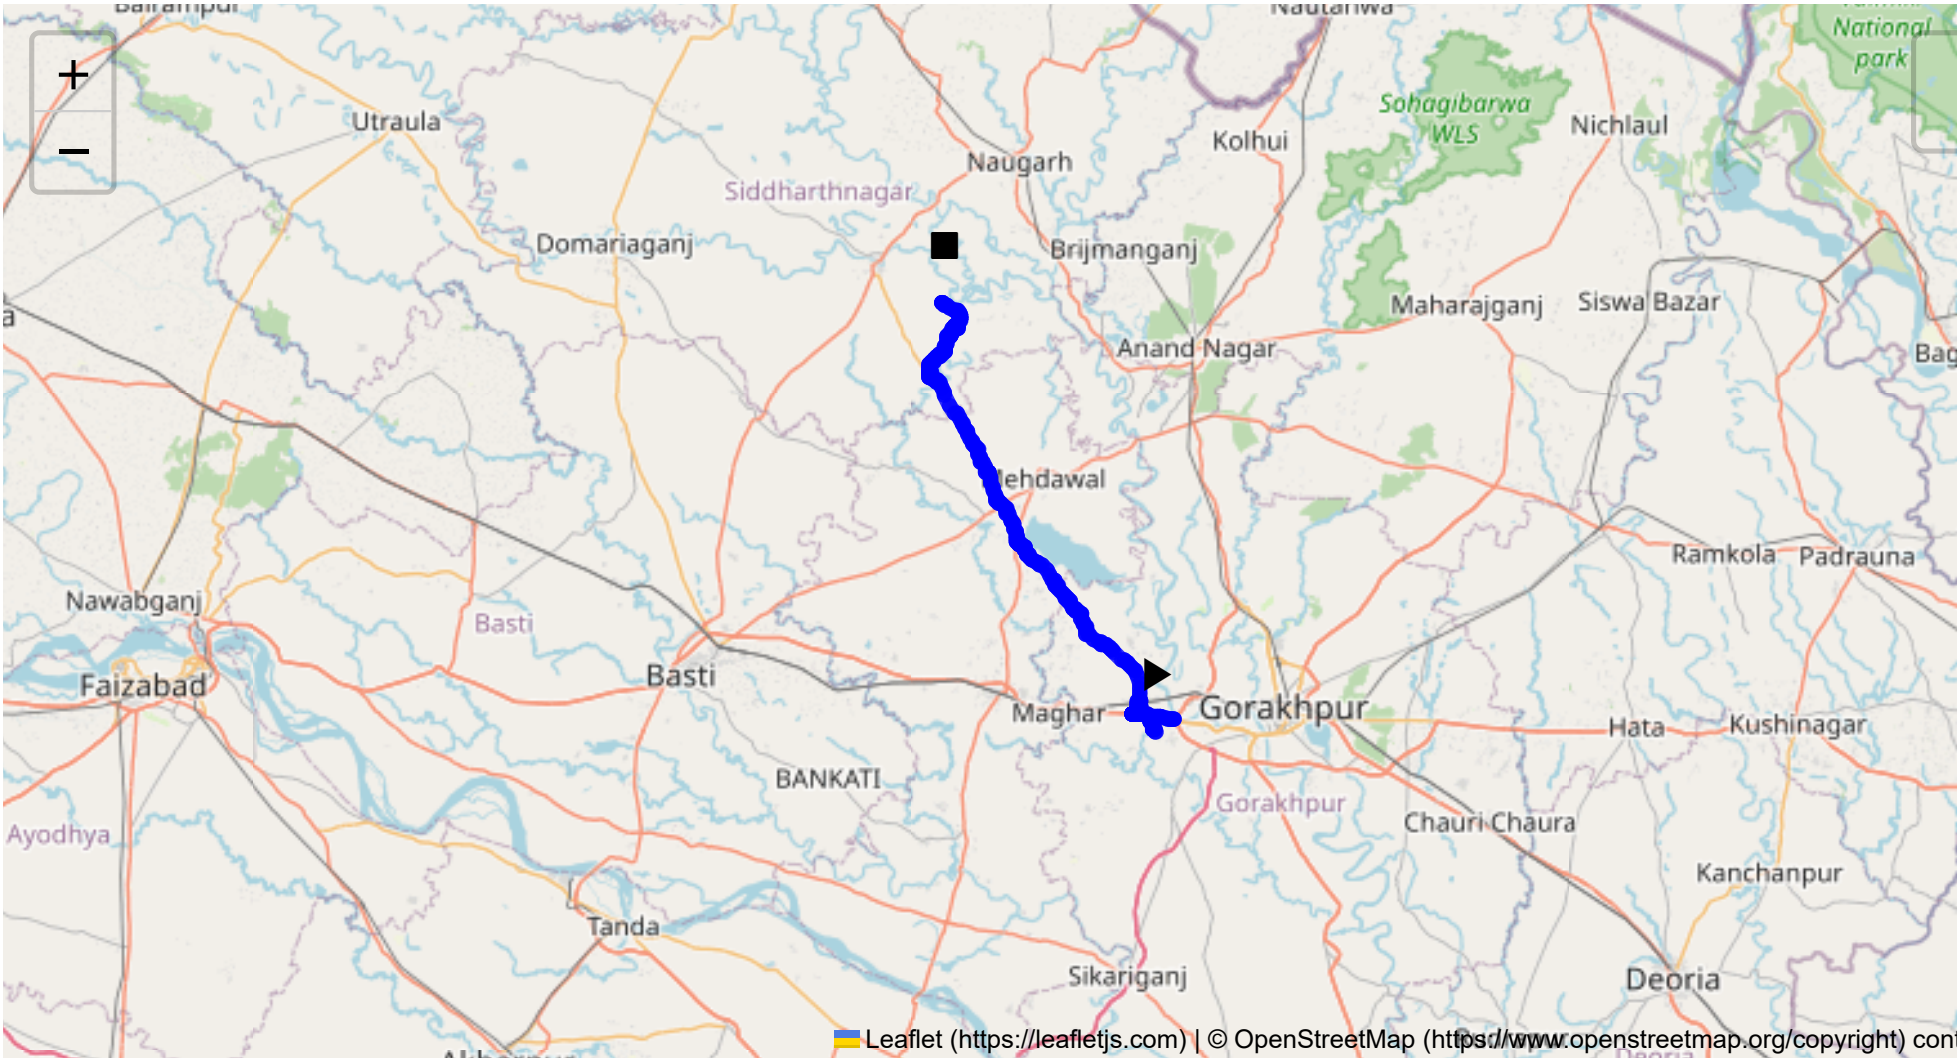 Nautanwa
National
park
+
−
Sohagibarwa
WLS
Utraula
Nichlaul
Kolhui
Naugarh
Siddharthnagar
Domariaganj
Brijmanganj
Maharajganj
Siswa Bazar
a
Anand Nagar
Bag
Mehdawal
Ramkola
Padrauna
Nawabganj
Basti
Basti
Faizabad
Maghar
Gorakhpur
Hata
Kushinagar
BANKATI
Gorakhpur
Ayodhya
Chauri Chaura
Kanchanpur
Tanda
Sikariganj
Deoria
Leaflet (https://leafletjs.com) | © OpenStreetMap (https://www.openstreetmap.org/copyright) con